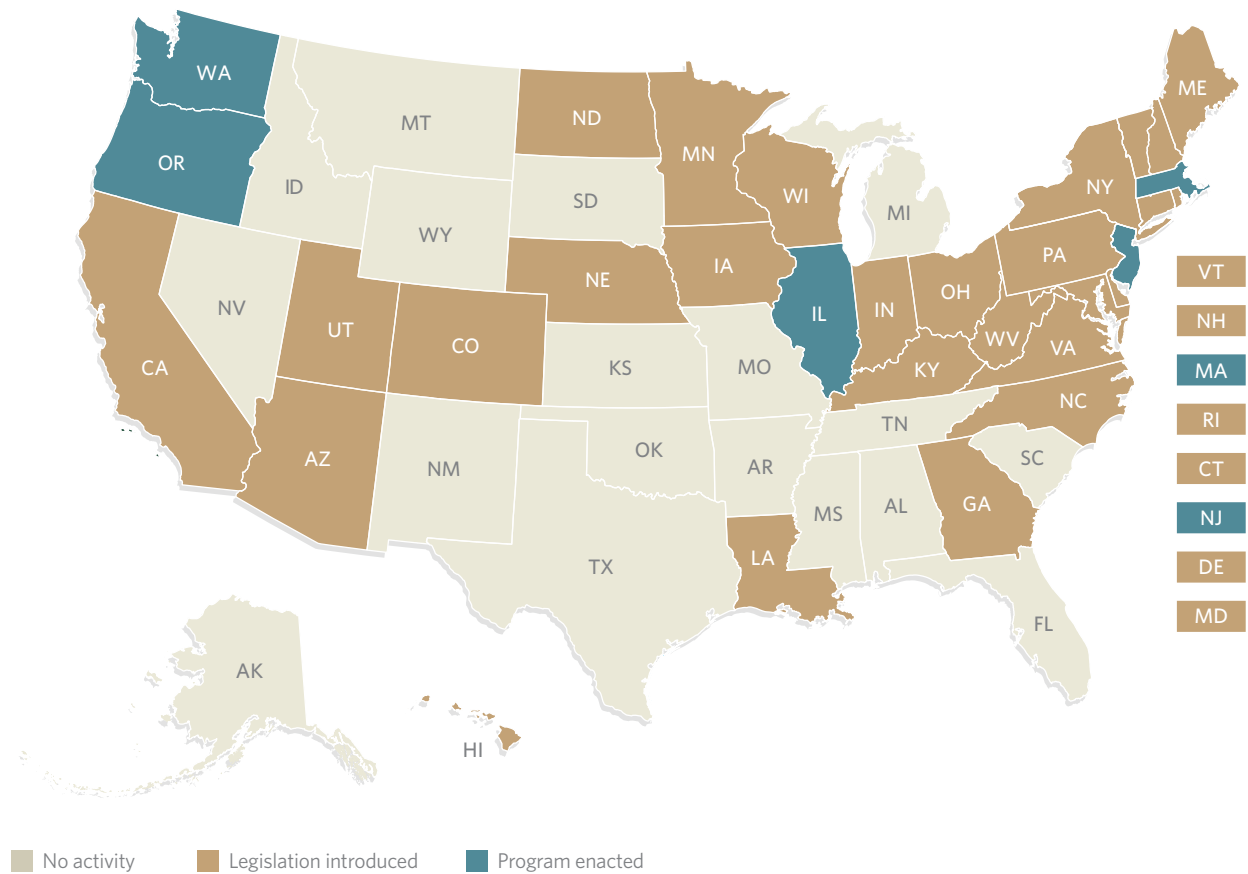 WA
ME
MT
ND
MN
OR
ID
SD
WI
NY
MI
WY
PA
NE
IA
VT
NV
OH
IL
IN
NH
UT
CO
WV
VA
CA
KS
MO
KY
MA
NC
RI
TN
AZ
NM
OK
AR
SC
CT
MS
AL
GA
NJ
LA
TX
DE
MD
FL
AK
HI
No activity
Legislation introduced
Program enacted